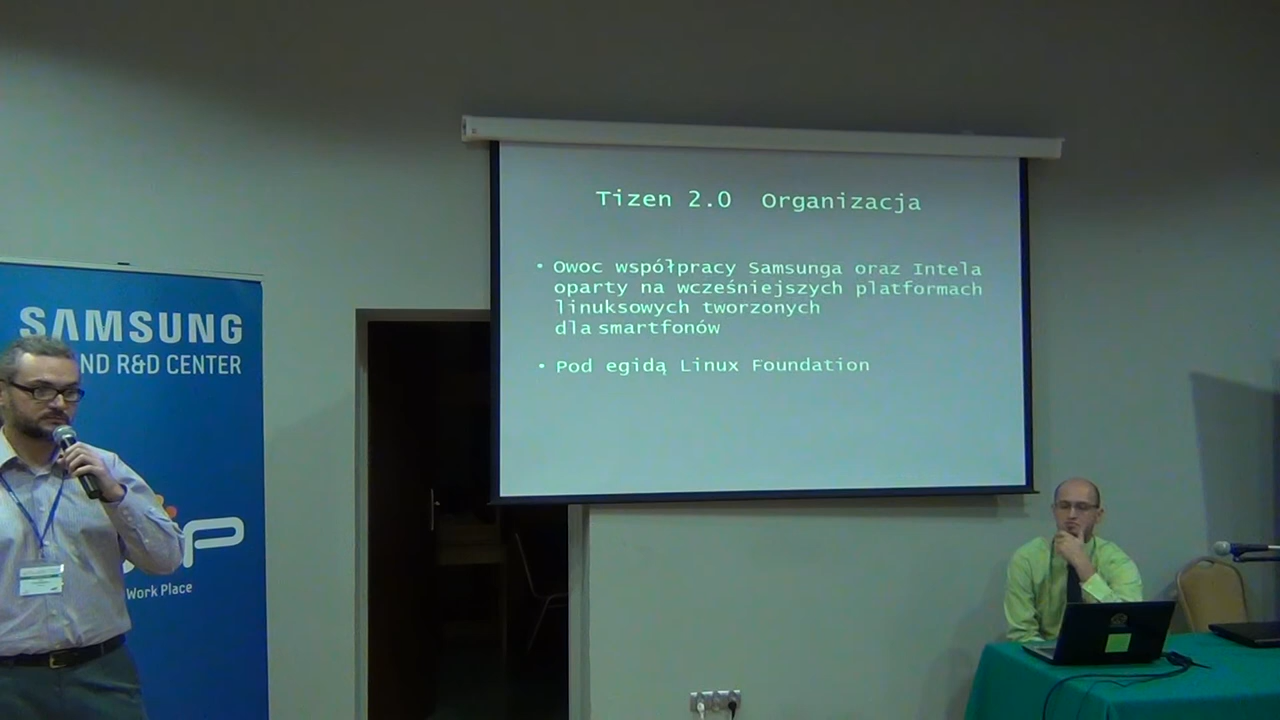 Tizen 2.0 Organizacja
• Owoc współpracy Samsunga oraz Intela
oparty na wcześniejszych platformach
linuksowych tworzonych
dla smartfonów
• Pod egidą Linux Foundation
SAMSUNG
ND R&D CENTER
Work Place